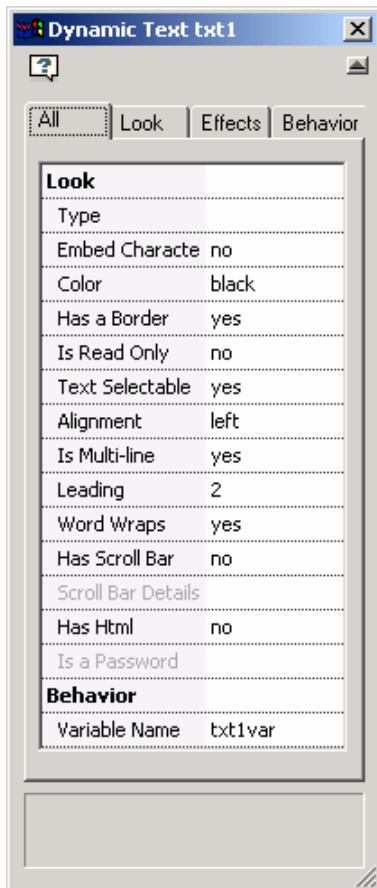 Dynamic Text txt1
All Look Effects Behavior
Look
Type
Embed Characte no
Color black
Has a Border yes
Is Read Only no
Text Selectable yes
Alignment left
Is Multi-line yes
Leading 2
Word Wraps yes
Has Scroll Bar no
Scroll Bar Details
Has Html no
Is a Password
Behavior
Variable Name txt1var